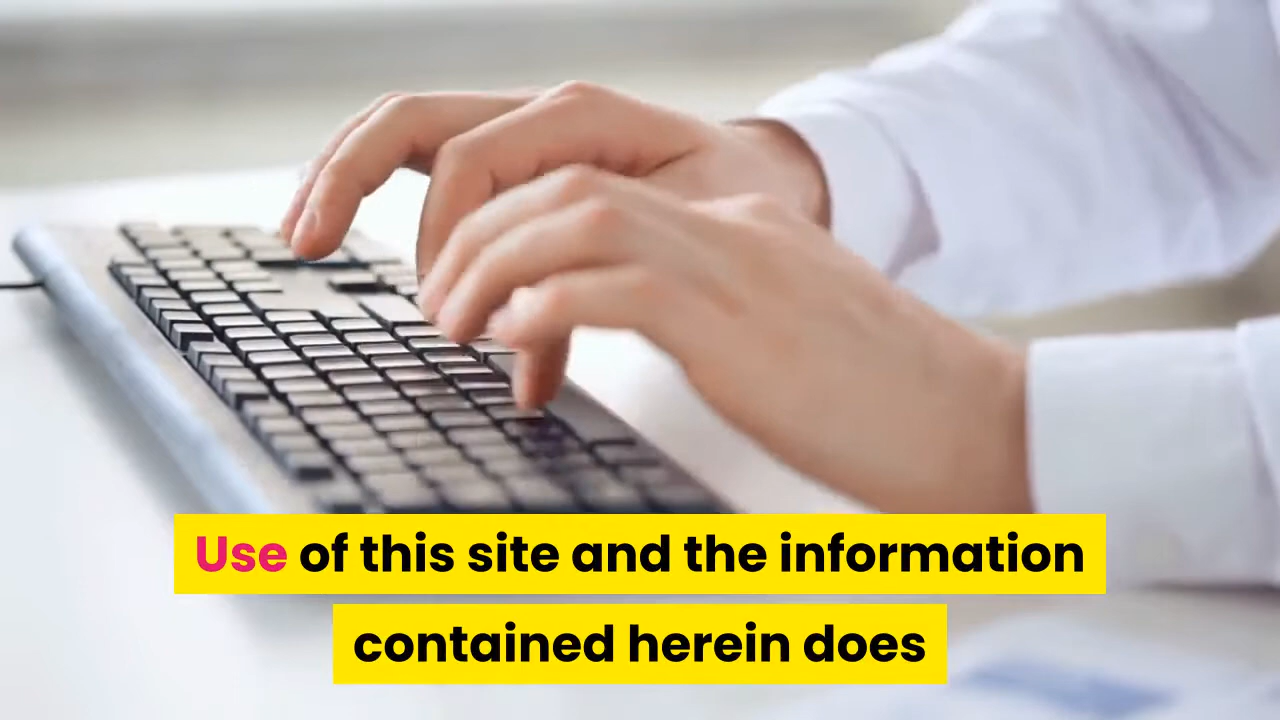 Use of this site and the information
contained herein does